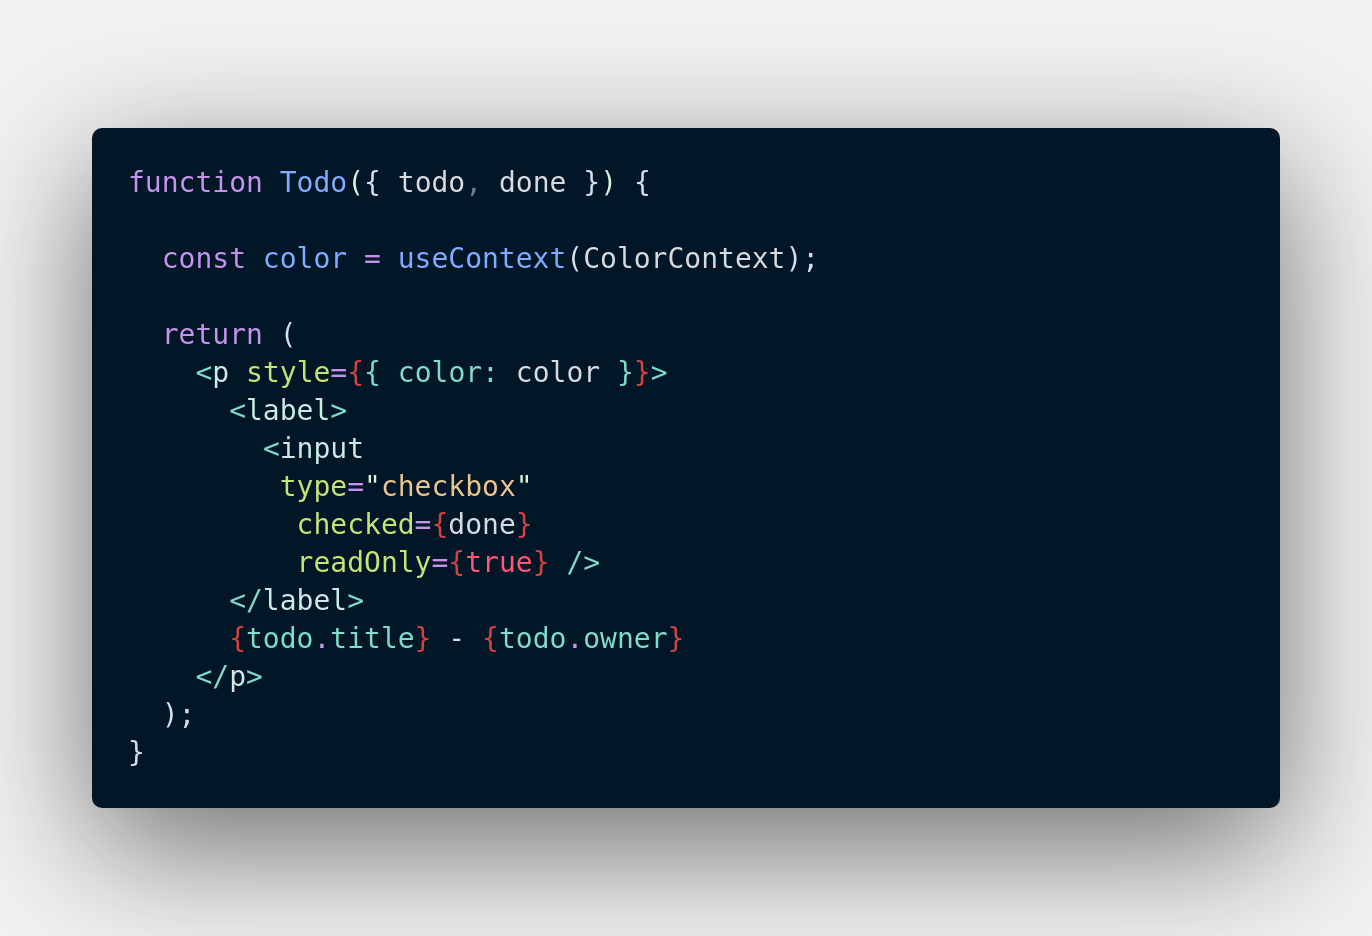 function Todo({ todo, done }) {
  const color = useContext(ColorContext);
  return (
    <p style={{ color: color }}>
      <label>
        <input
         type="checkbox"
          checked={done}
          readOnly={true} />
      </label>
      {todo.title} - {todo.owner}
    </p>
  );
}